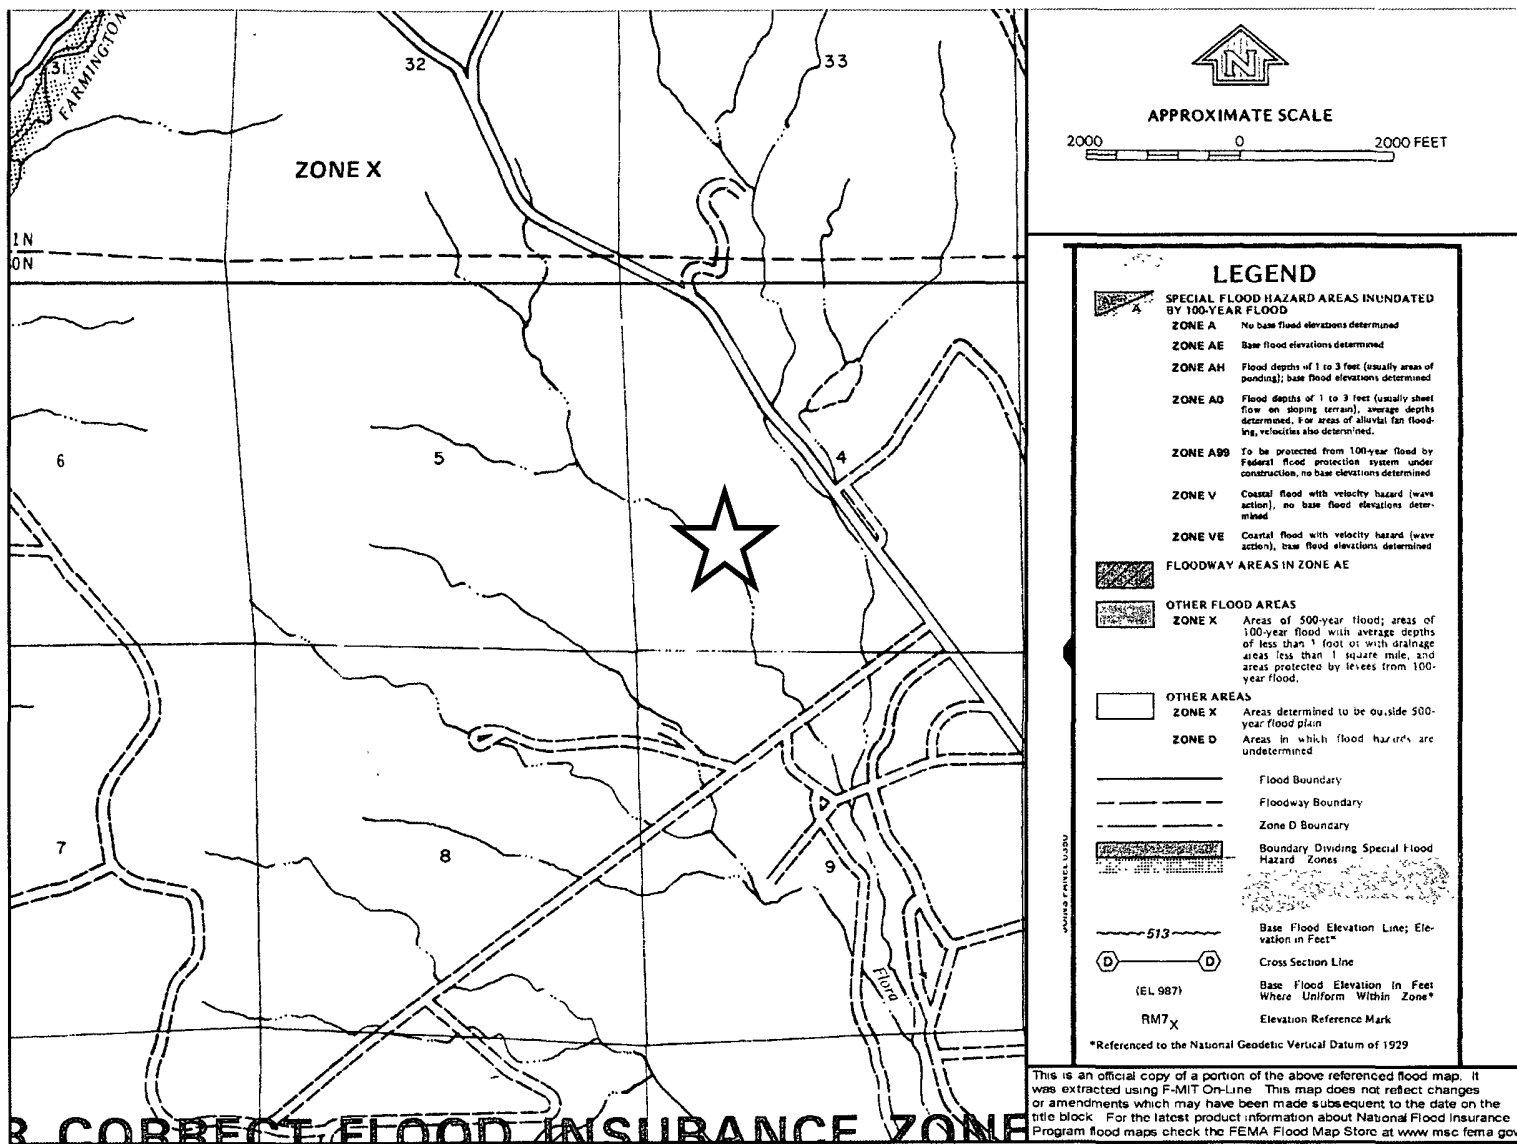 31
FARMINGTON
32
33
ZONE X
1N
0N
6
5
4
7
8
9
Flora
R CORRECT FLOOD INSURANCE ZONE
N
APPROXIMATE SCALE
2000 0 2000 FEET
LEGEND
SPECIAL FLOOD HAZARD AREAS INUNDATED
BY 100-YEAR FLOOD
ZONE A No base flood elevations determined
ZONE AE Base flood elevations determined
ZONE AH Flood depths of 1 to 3 feet (usually areas of
ponding); base flood elevations determined
ZONE A0 Flood depths of 1 to 3 feet (usually sheet
flow on sloping terrain), average depths
determined. For areas of alluvial fan flood-
ing, velocities also determined.
ZONE A99 To be protected from 100-year flood by
Federal flood protection system under
construction, no base elevations determined
ZONE V Coastal flood with velocity hazard (wave
action), no base flood elevations deter-
mined
ZONE VE Coastal flood with velocity hazard (wave
action), base flood elevations determined
FLOODWAY AREAS IN ZONE AE
OTHER FLOOD AREAS
ZONE X Areas of 500-year flood; areas of
100-year flood with average depths
of less than 1 foot or with drainage
areas less than 1 square mile, and
areas protected by levees from 100-
year flood.
OTHER AREAS
ZONE X Areas determined to be outside 500-
year flood plain
ZONE D Areas in which flood hazards are
undetermined
Flood Boundary
Floodway Boundary
Zone D Boundary
Boundary Dividing Special Flood
Hazard Zones
513 Base Flood Elevation Line; Ele-
vation in Feet*
D D Cross Section Line
(EL 987) Base Flood Elevation in Feet
Where Uniform Within Zone*
RM7X Elevation Reference Mark
*Referenced to the National Geodetic Vertical Datum of 1929
JOINS PANEL 0350
This is an official copy of a portion of the above referenced flood map. It
was extracted using F-MIT On-Line This map does not reflect changes
or amendments which may have been made subsequent to the date on the
title block For the latest product information about National Flood Insurance
Program flood maps check the FEMA Flood Map Store at www msc fema gov